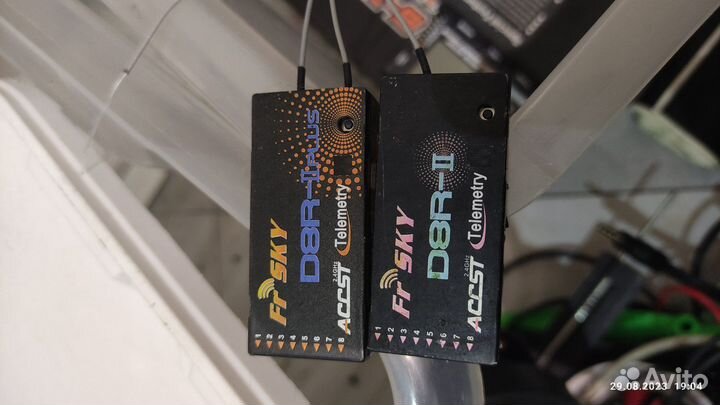 FrSKY
D8R-II PLUS
2.4GHz
ACCST Telemetry
1
2
3
4
5
6
7
8
FrSKY
D8R-II
2.4GHz
ACCST Telemetry
1
2
3
4
5
6
7
8
29.08.2023 19:04
Avito